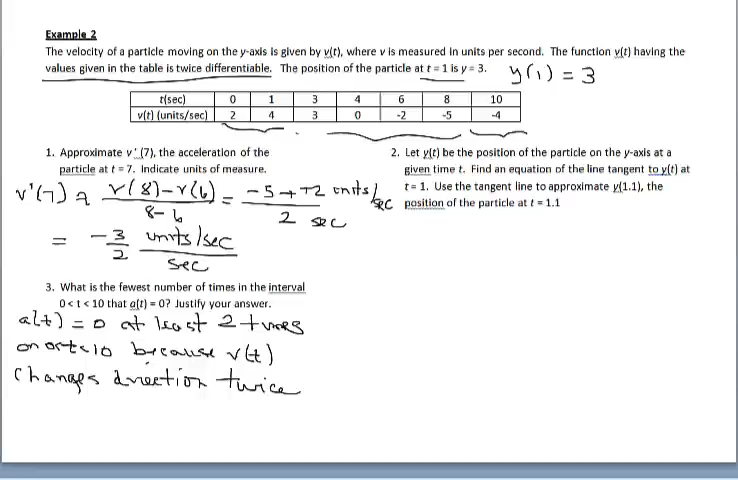 Example 2
The velocity of a particle moving on the y-axis is given by v(t), where v is measured in units per second. The function v(t) having the
values given in the table is twice differentiable. The position of the particle at t = 1 is y = 3.
y(1) = 3
t(sec) 0 1 3 4 6 8 10
v(t) (units/sec) 2 4 3 0 -2 -5 -4
1. Approximate v'(7), the acceleration of the
particle at t = 7. Indicate units of measure.
v'(7) ≈ v(8)-v(6) / 8-6 = -5++2 units/sec / 2 sec
= -3/2 units/sec / sec
2. Let y(t) be the position of the particle on the y-axis at a
given time t. Find an equation of the line tangent to y(t) at
t = 1. Use the tangent line to approximate y(1.1), the
position of the particle at t = 1.1
3. What is the fewest number of times in the interval
0 < t < 10 that a(t) = 0? Justify your answer.
a(t) = 0 at least 2 times
on 0<t<10 because v(t)
changes direction twice